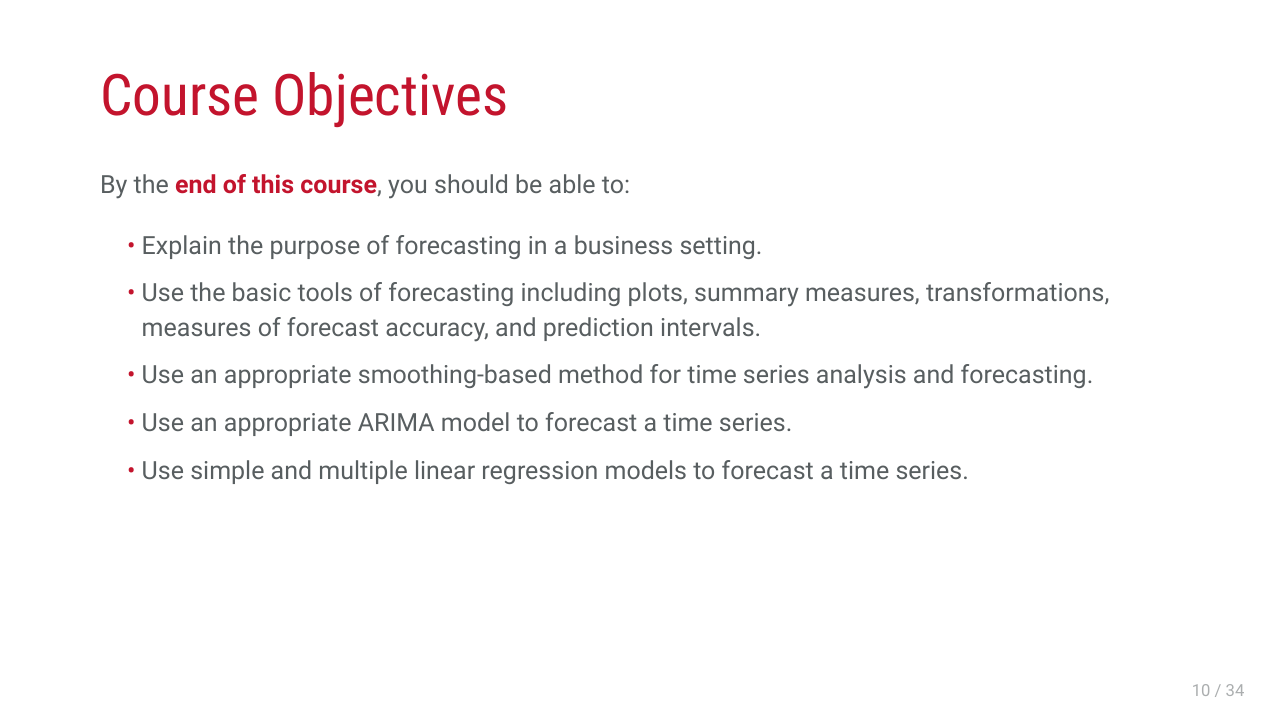 Course Objectives
By the end of this course, you should be able to:
• Explain the purpose of forecasting in a business setting.
• Use the basic tools of forecasting including plots, summary measures, transformations,
measures of forecast accuracy, and prediction intervals.
• Use an appropriate smoothing-based method for time series analysis and forecasting.
• Use an appropriate ARIMA model to forecast a time series.
• Use simple and multiple linear regression models to forecast a time series.
10 / 34